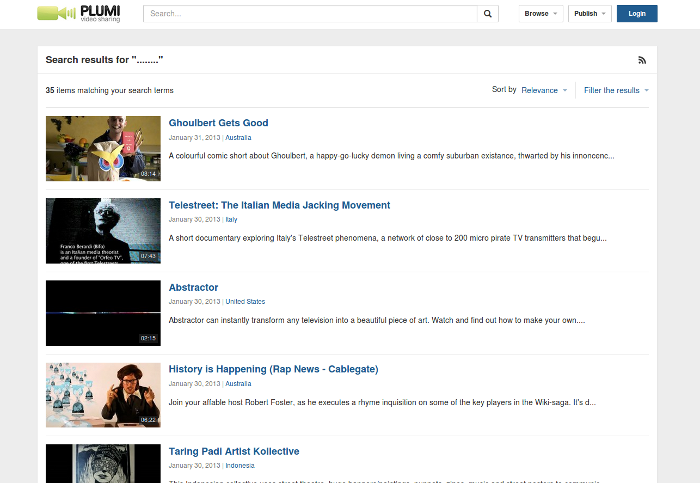 PLUMI
video sharing
Search...
Browse
Publish
Login
Search results for "........"
35 items matching your search terms
Sort by Relevance
Filter the results
Ghoulbert Gets Good
January 31, 2013 | Australia
A colourful comic short about Ghoulbert, a happy-go-lucky demon living a comfy suburban existance, thwarted by his innoncenc...
03:14
Telestreet: The Italian Media Jacking Movement
January 30, 2013 | Italy
A short documentary exploring Italy's Telestreet phenomena, a network of close to 200 micro pirate TV transmitters that begu...
Franco Berardi (Bifo)
is an Italian media theorist
and a founder of "Orfeo TV",
one of the first Telestreets
07:43
Abstractor
January 30, 2013 | United States
Abstractor can instantly transform any television into a beautiful piece of art. Watch and find out how to make your own....
02:15
History is Happening (Rap News - Cablegate)
January 30, 2013 | Australia
Join your affable host Robert Foster, as he executes a rhyme inquisition on some of the key players in the Wiki-saga. It's d...
06:22
Taring Padi Artist Kollective
January 30, 2013 | Indonesia